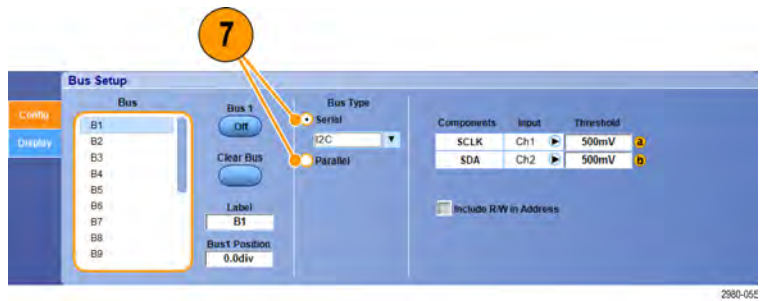 7
Bus Setup
Config
Display
Bus
B1
B2
B3
B4
B5
B6
B7
B8
B9
Bus 1
Off
Clear Bus
Label
B1
Bus1 Position
0.0div
Bus Type
Serial
I2C
Parallel
Components Input Threshold
SCLK Ch1 500mV a
SDA Ch2 500mV b
Include R/W in Address
2980-055